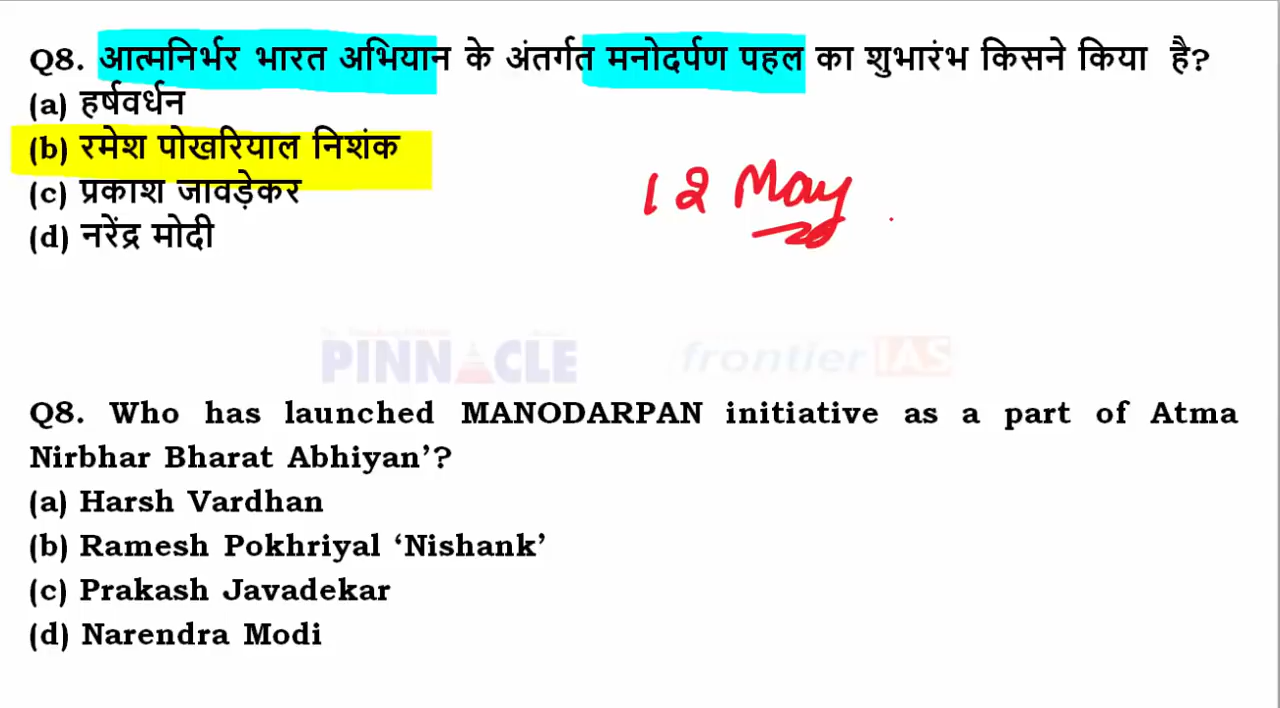 Q8. आत्मनिर्भर भारत अभियान के अंतर्गत मनोदर्पण पहल का शुभारंभ किसने किया है?
(a) हर्षवर्धन
(b) रमेश पोखरियाल निशंक
(c) प्रकाश जावड़ेकर
(d) नरेंद्र मोदी
12 May
PINNACLE
frontier IAS
Q8. Who has launched MANODARPAN initiative as a part of Atma
Nirbhar Bharat Abhiyan’?
(a) Harsh Vardhan
(b) Ramesh Pokhriyal ‘Nishank’
(c) Prakash Javadekar
(d) Narendra Modi